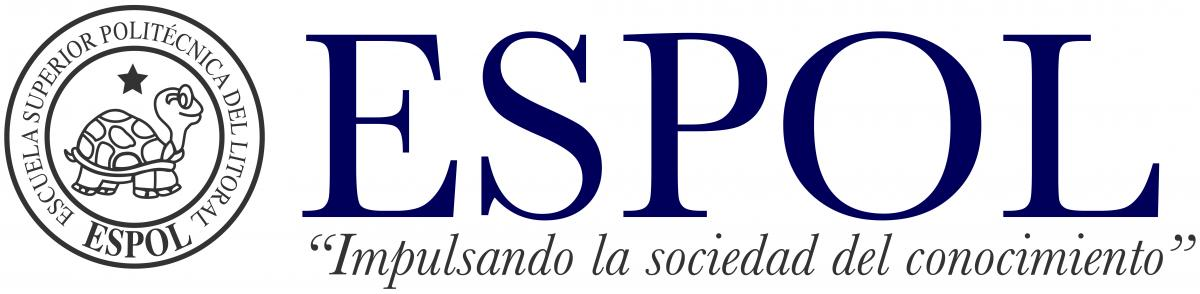 ESCUELA SUPERIOR POLITÉCNICA DEL LITORAL
ESPOL
ESPOL
“Impulsando la sociedad del conocimiento”